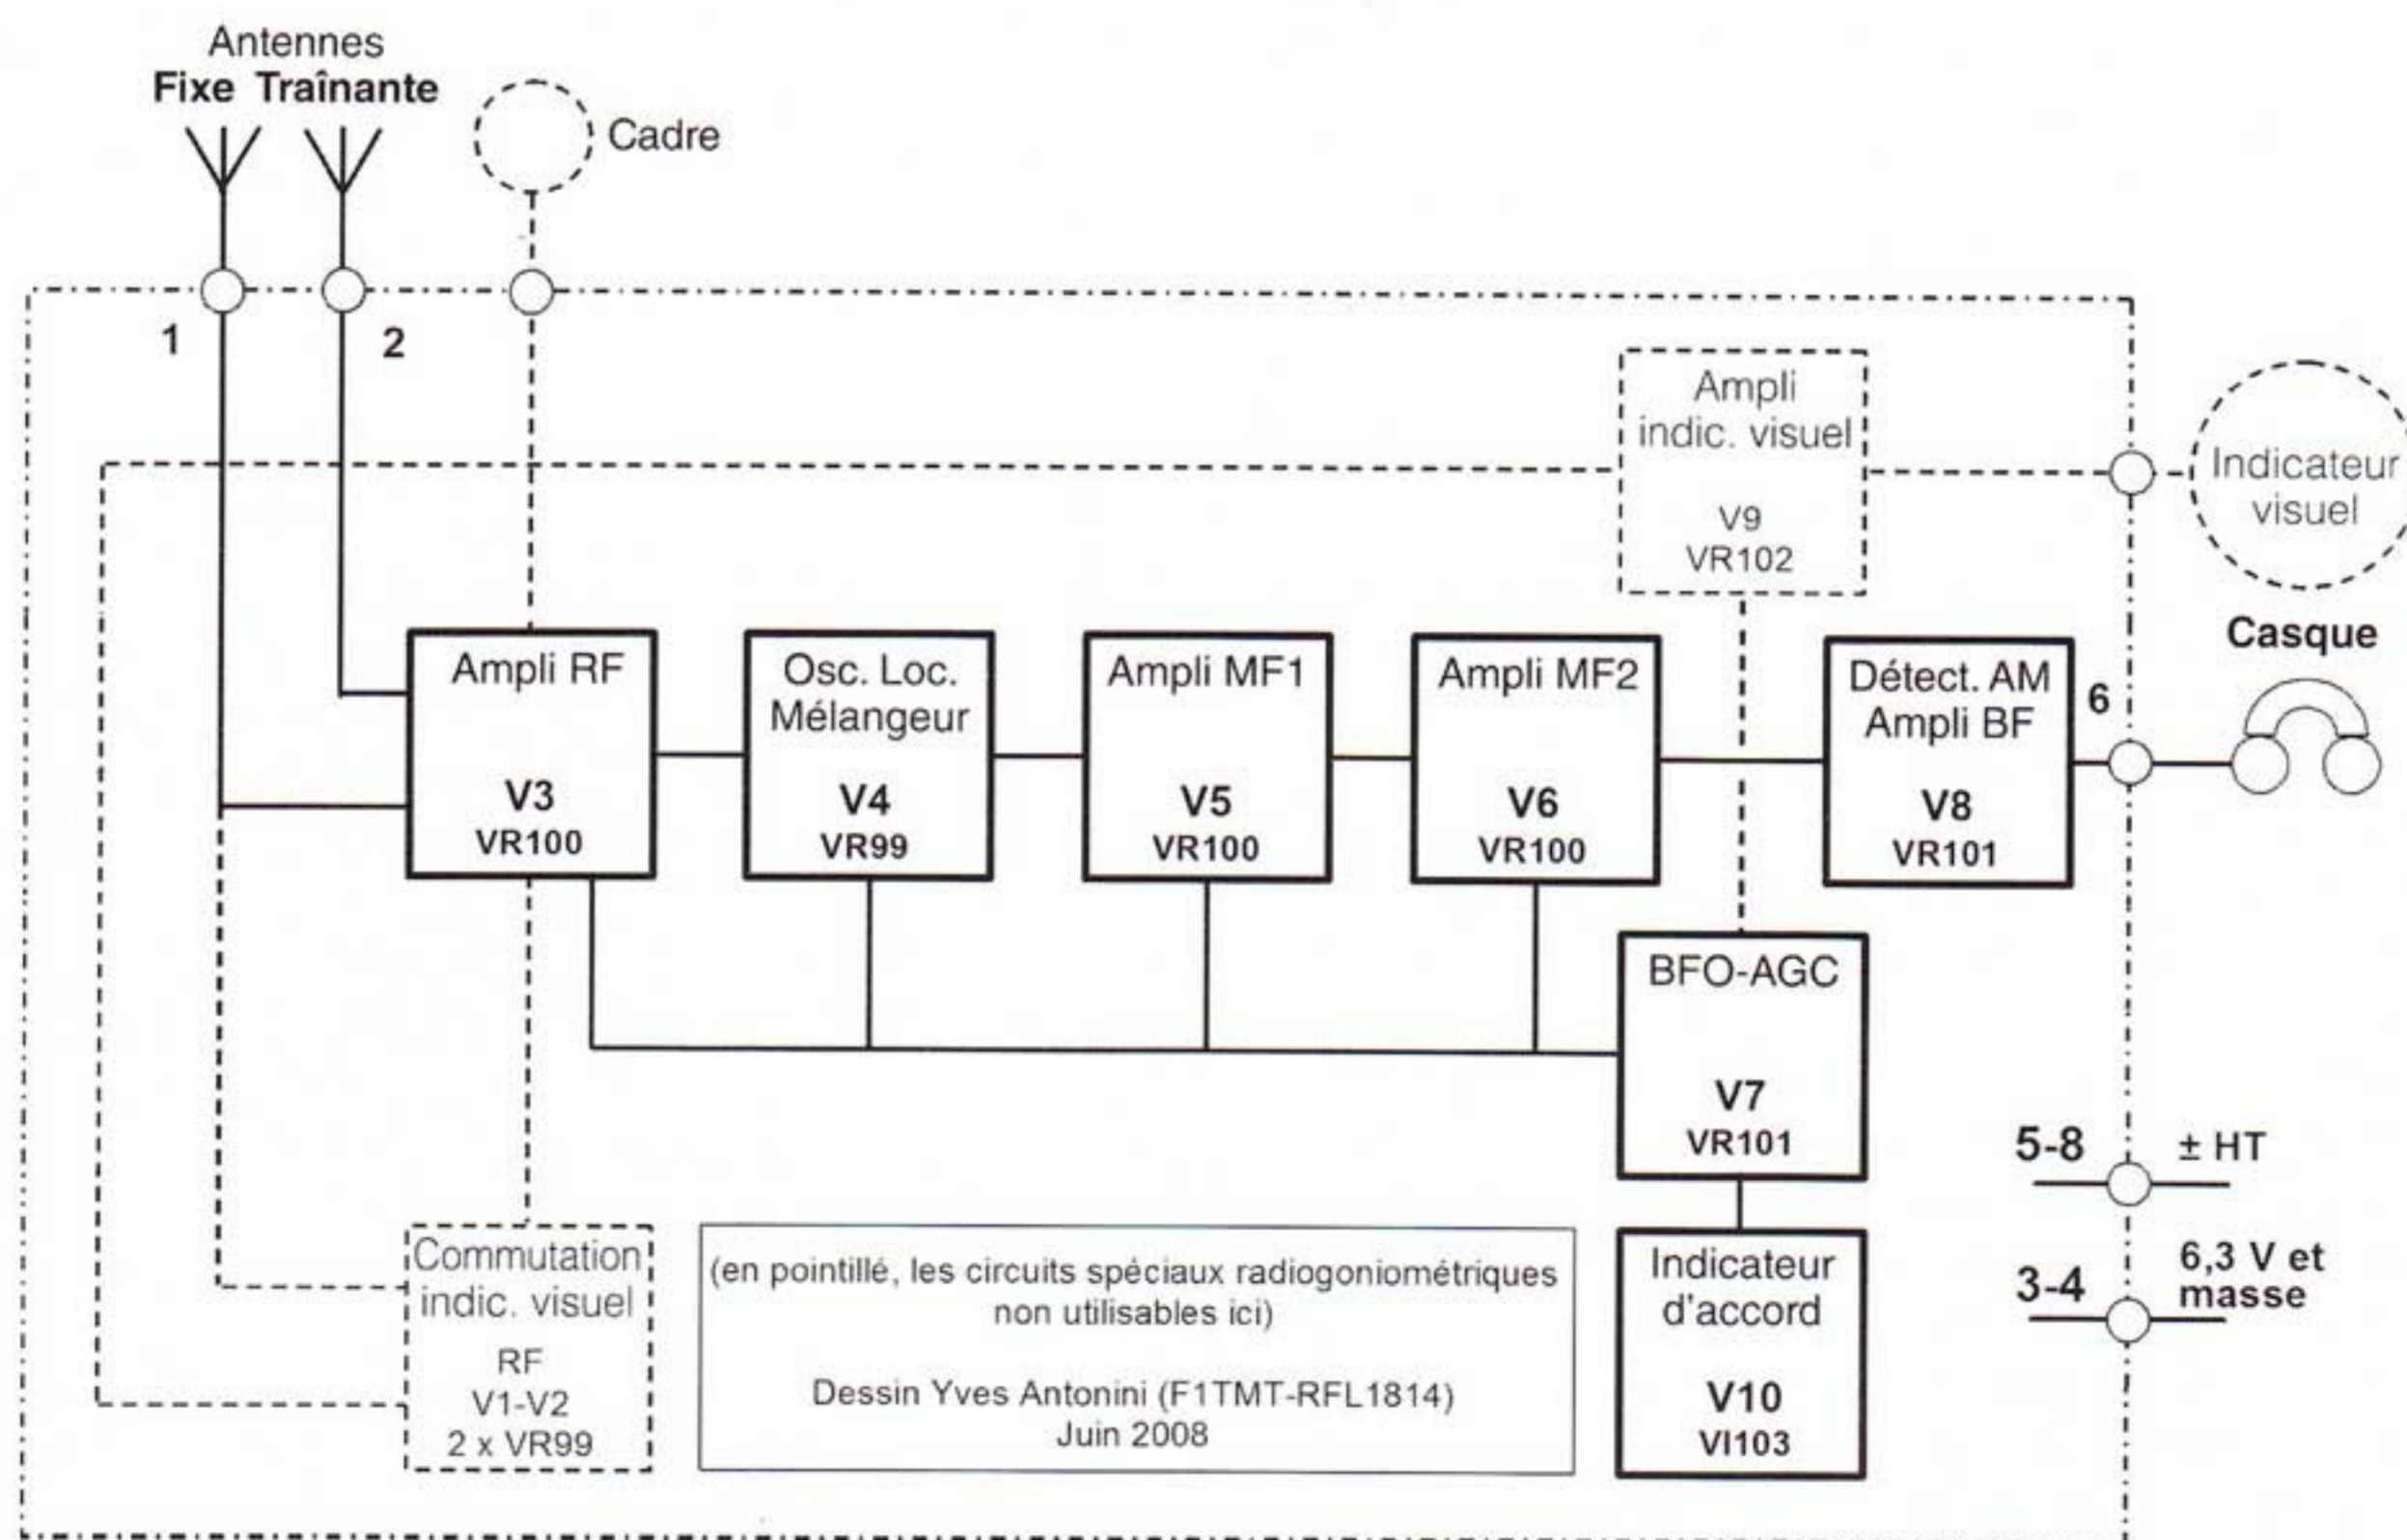 Antennes
Fixe Traînante
Cadre
1
2
Ampli
indic. visuel
V9
VR102
Indicateur
visuel
Casque
Ampli RF
V3
VR100
Osc. Loc.
Mélangeur
V4
VR99
Ampli MF1
V5
VR100
Ampli MF2
V6
VR100
Détect. AM
Ampli BF
V8
VR101
6
BFO-AGC
V7
VR101
5-8
± HT
3-4
6,3 V et
masse
Commutation
indic. visuel
RF
V1-V2
2 x VR99
(en pointillé, les circuits spéciaux radiogoniométriques
non utilisables ici)
Dessin Yves Antonini (F1TMT-RFL1814)
Juin 2008
Indicateur
d'accord
V10
VI103